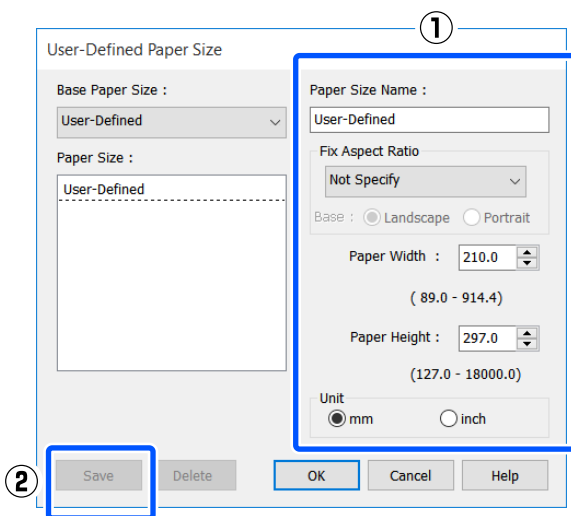 1
User-Defined Paper Size
Base Paper Size :
User-Defined
Paper Size :
User-Defined
Paper Size Name :
User-Defined
Fix Aspect Ratio
Not Specify
Base : Landscape Portrait
Paper Width : 210.0
( 89.0 - 914.4)
Paper Height : 297.0
(127.0 - 18000.0)
Unit
mm inch
2
Save Delete OK Cancel Help